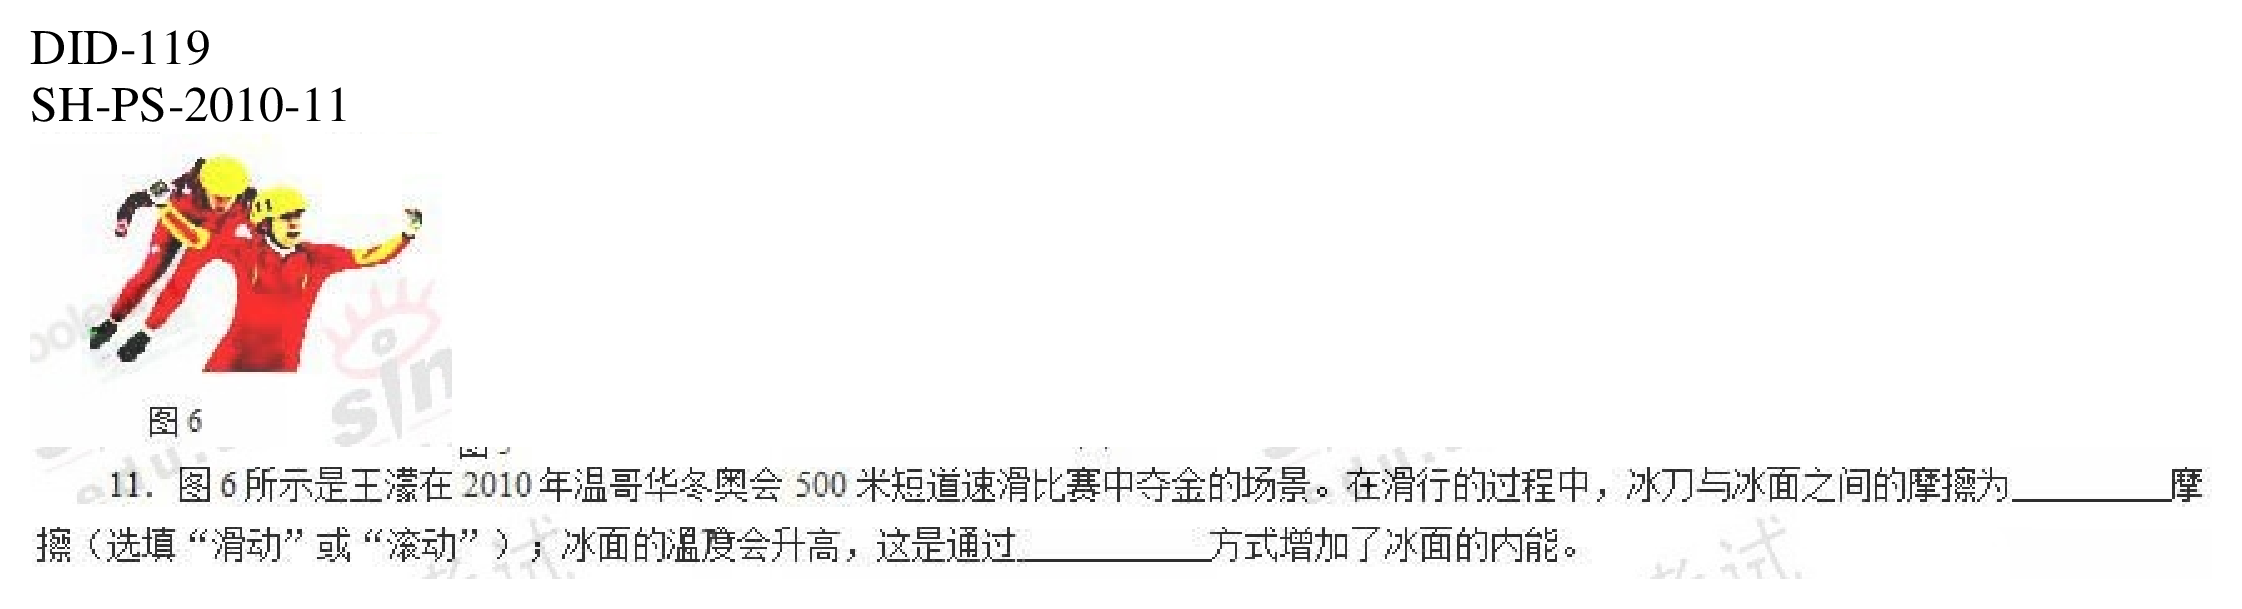 DID-119
SH-PS-2010-11
11
图 6
11. 图 6 所示是王濛在 2010 年温哥华冬奥会 500 米短道速滑比赛中夺金的场景。在滑行的过程中，冰刀与冰面之间的摩擦为________摩
擦（选填“滑动”或“滚动”）；冰面的温度会升高，这是通过__________方式增加了冰面的内能。